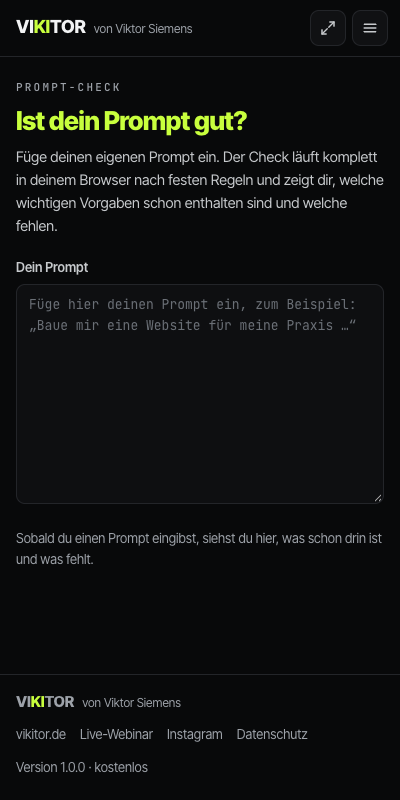 VIKITOR von Viktor Siemens
PROMPT-CHECK
Ist dein Prompt gut?
Füge deinen eigenen Prompt ein. Der Check läuft komplett
in deinem Browser nach festen Regeln und zeigt dir, welche
wichtigen Vorgaben schon enthalten sind und welche
fehlen.
Dein Prompt
Füge hier deinen Prompt ein, zum Beispiel:
„Baue mir eine Website für meine Praxis …“
Sobald du einen Prompt eingibst, siehst du hier, was schon drin ist
und was fehlt.
VIKITOR von Viktor Siemens
vikitor.de Live-Webinar Instagram Datenschutz
Version 1.0.0 · kostenlos